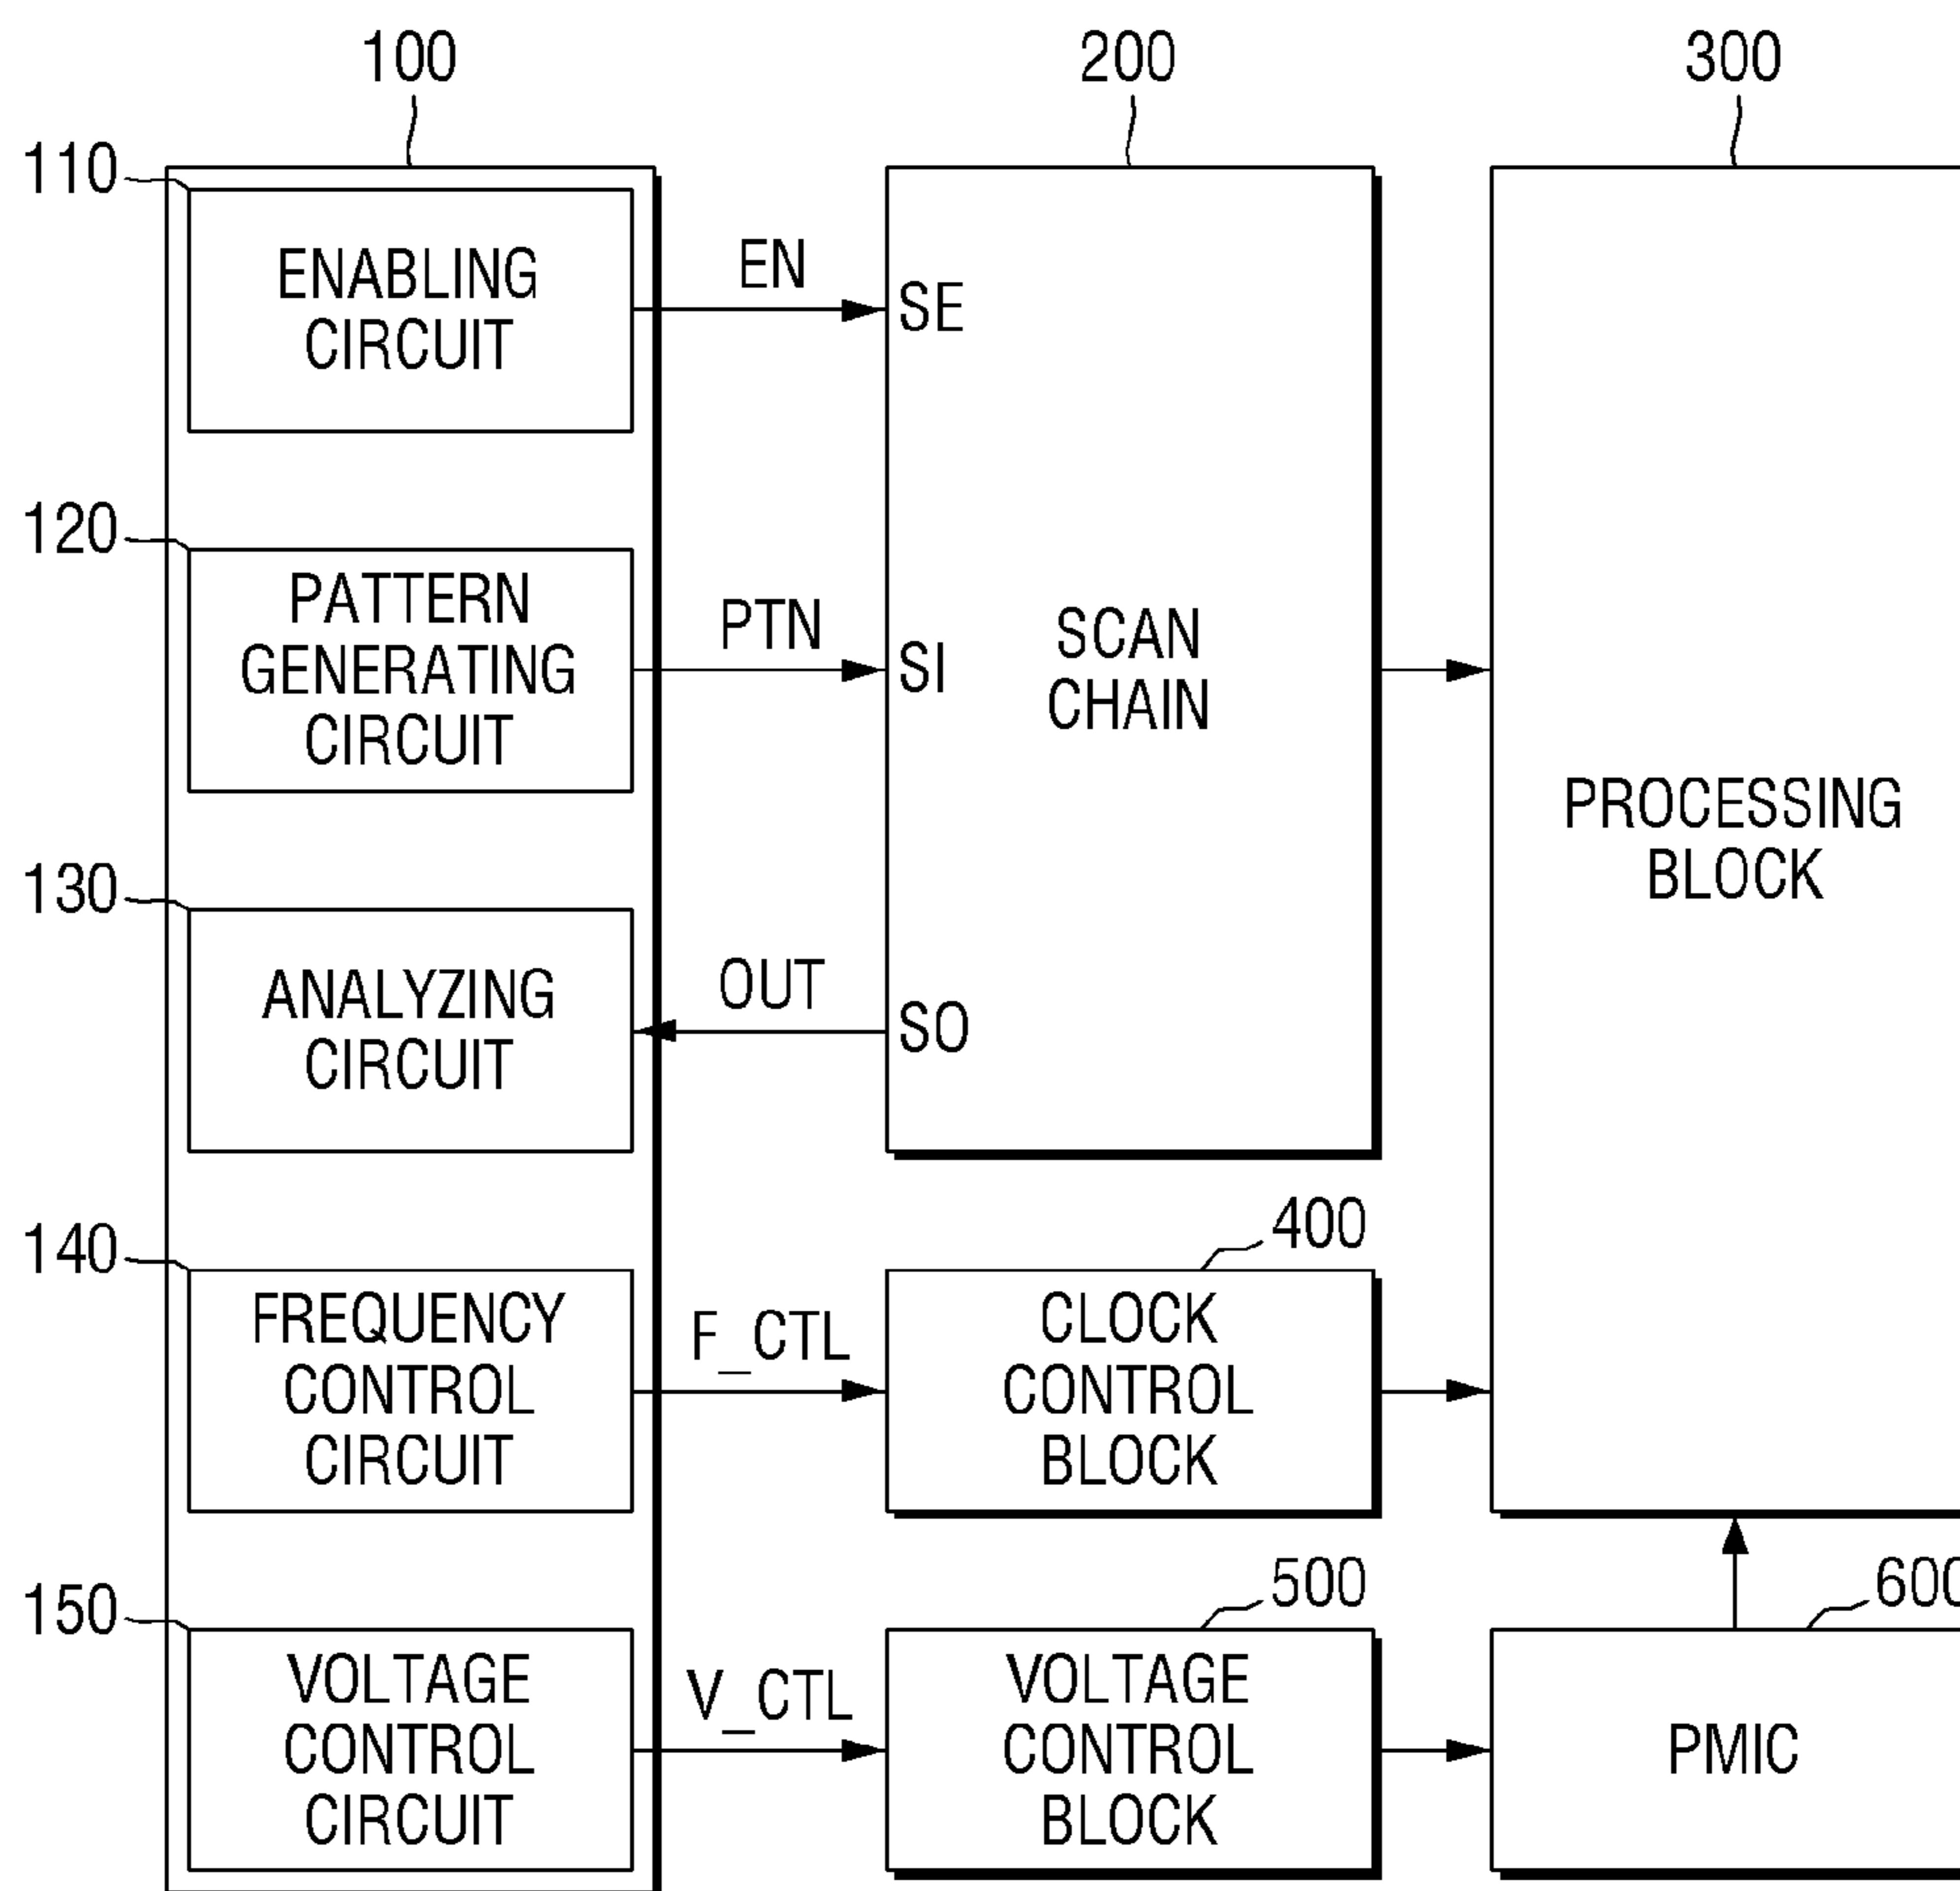 100
200
300
110
ENABLING
CIRCUIT
EN
SE
120
PATTERN
GENERATING
CIRCUIT
PTN
SI
SCAN
CHAIN
PROCESSING
BLOCK
130
ANALYZING
CIRCUIT
OUT
SO
140
FREQUENCY
CONTROL
CIRCUIT
F_CTL
400
CLOCK
CONTROL
BLOCK
150
VOLTAGE
CONTROL
CIRCUIT
V_CTL
500
VOLTAGE
CONTROL
BLOCK
600
PMIC